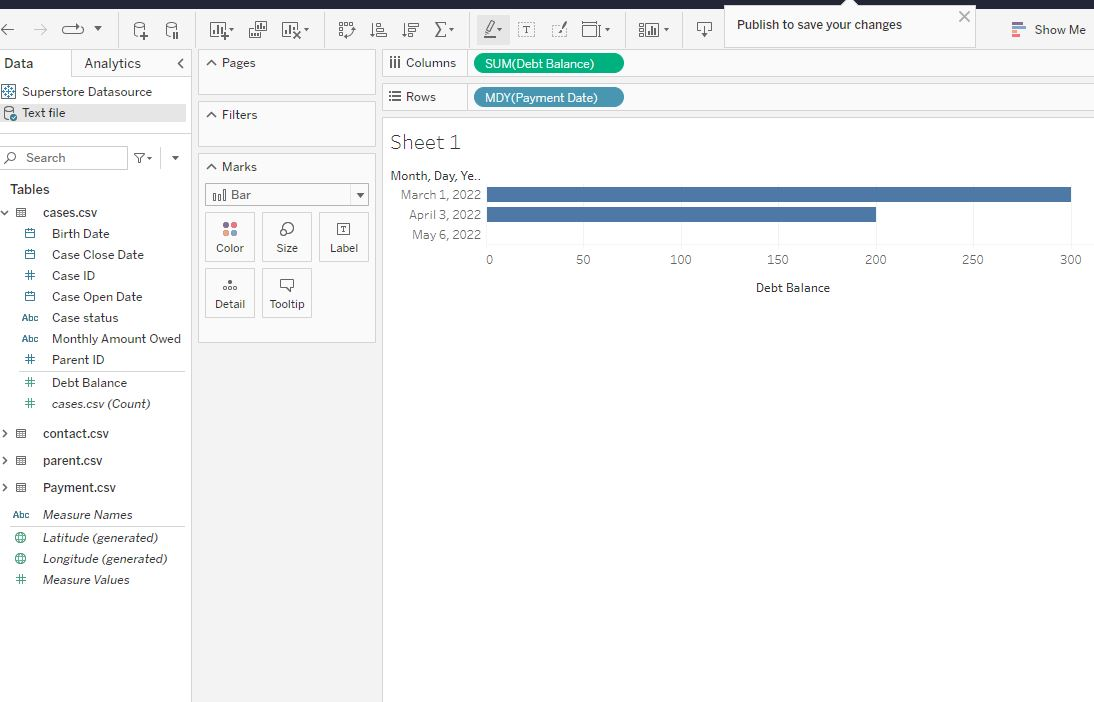 Publish to save your changes
Show Me
Data
Analytics
Superstore Datasource
Text file
Search
Tables
cases.csv
Birth Date
Case Close Date
Case ID
Case Open Date
Abc Case status
Abc Monthly Amount Owed
Parent ID
Debt Balance
cases.csv (Count)
contact.csv
parent.csv
Payment.csv
Abc Measure Names
Latitude (generated)
Longitude (generated)
Measure Values
Pages
Filters
Marks
Bar
Color
Size
T
Label
Detail
Tooltip
Columns
SUM(Debt Balance)
Rows
MDY(Payment Date)
Sheet 1
Month, Day, Ye..
March 1, 2022
April 3, 2022
May 6, 2022
0 50 100 150 200 250 300
Debt Balance